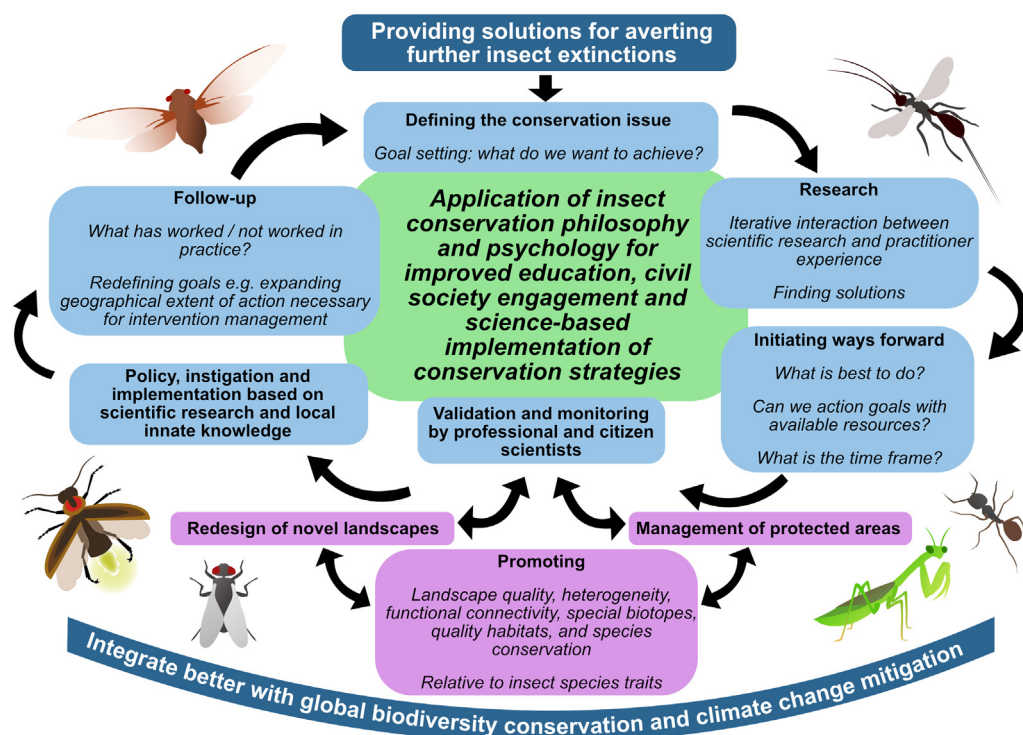 Providing solutions for averting
further insect extinctions
Defining the conservation issue
Goal setting: what do we want to achieve?
Research
Iterative interaction between
scientific research and practitioner
experience
Finding solutions
Initiating ways forward
What is best to do?
Can we action goals with
available resources?
What is the time frame?
Follow-up
What has worked / not worked in
practice?
Redefining goals e.g. expanding
geographical extent of action necessary
for intervention management
Application of insect
conservation philosophy
and psychology for
improved education, civil
society engagement and
science-based
implementation of
conservation strategies
Policy, instigation and
implementation based on
scientific research and local
innate knowledge
Validation and monitoring
by professional and citizen
scientists
Redesign of novel landscapes
Management of protected areas
Promoting
Landscape quality, heterogeneity,
functional connectivity, special biotopes,
quality habitats, and species
conservation
Relative to insect species traits
Integrate better with global biodiversity conservation and climate change mitigation